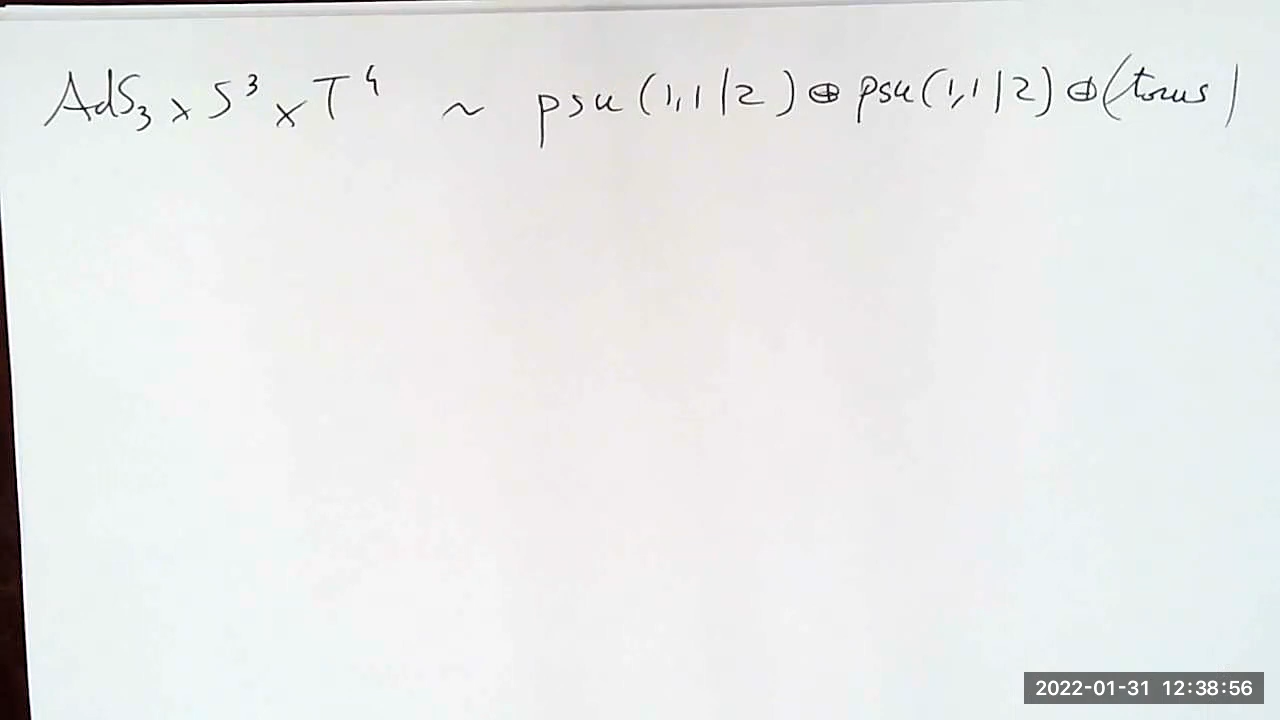 AdS₃ × S³ × T⁴ ~ psu(1,1|2) ⊕ psu(1,1|2) ⊕ (torus)
2022-01-31 12:38:56